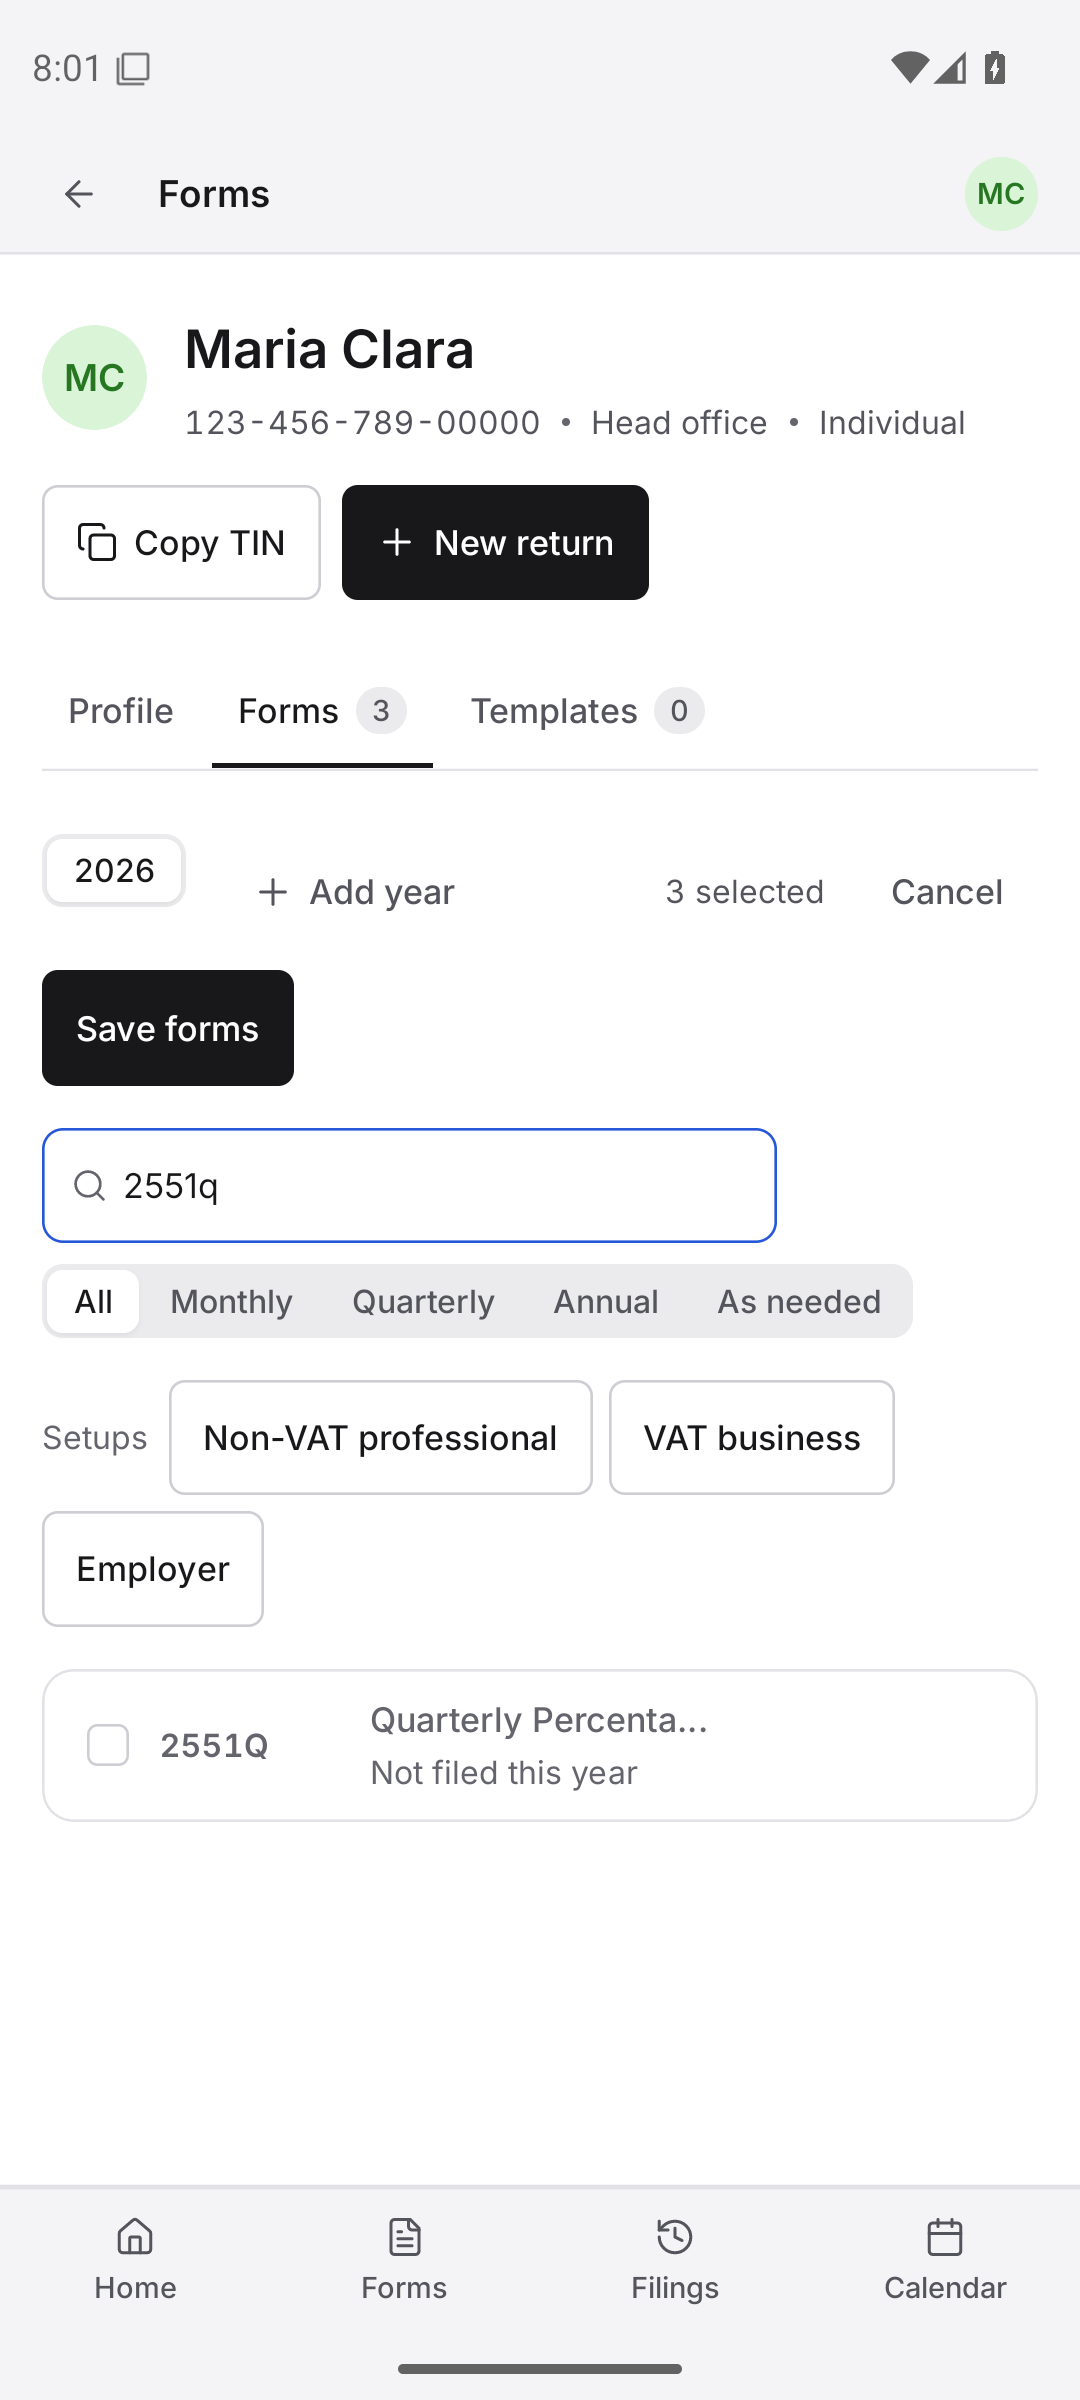 8:01
Forms
MC
MC
Maria Clara
123-456-789-00000 • Head office • Individual
Copy TIN
New return
Profile
Forms 3
Templates 0
2026
Add year
3 selected
Cancel
Save forms
2551q
All
Monthly
Quarterly
Annual
As needed
Setups
Non-VAT professional
VAT business
Employer
2551Q
Quarterly Percenta...
Not filed this year
Home
Forms
Filings
Calendar